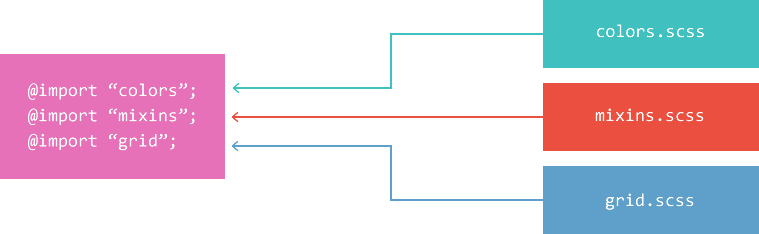 @import “colors”;
@import “mixins”;
@import “grid”;
colors.scss
mixins.scss
grid.scss